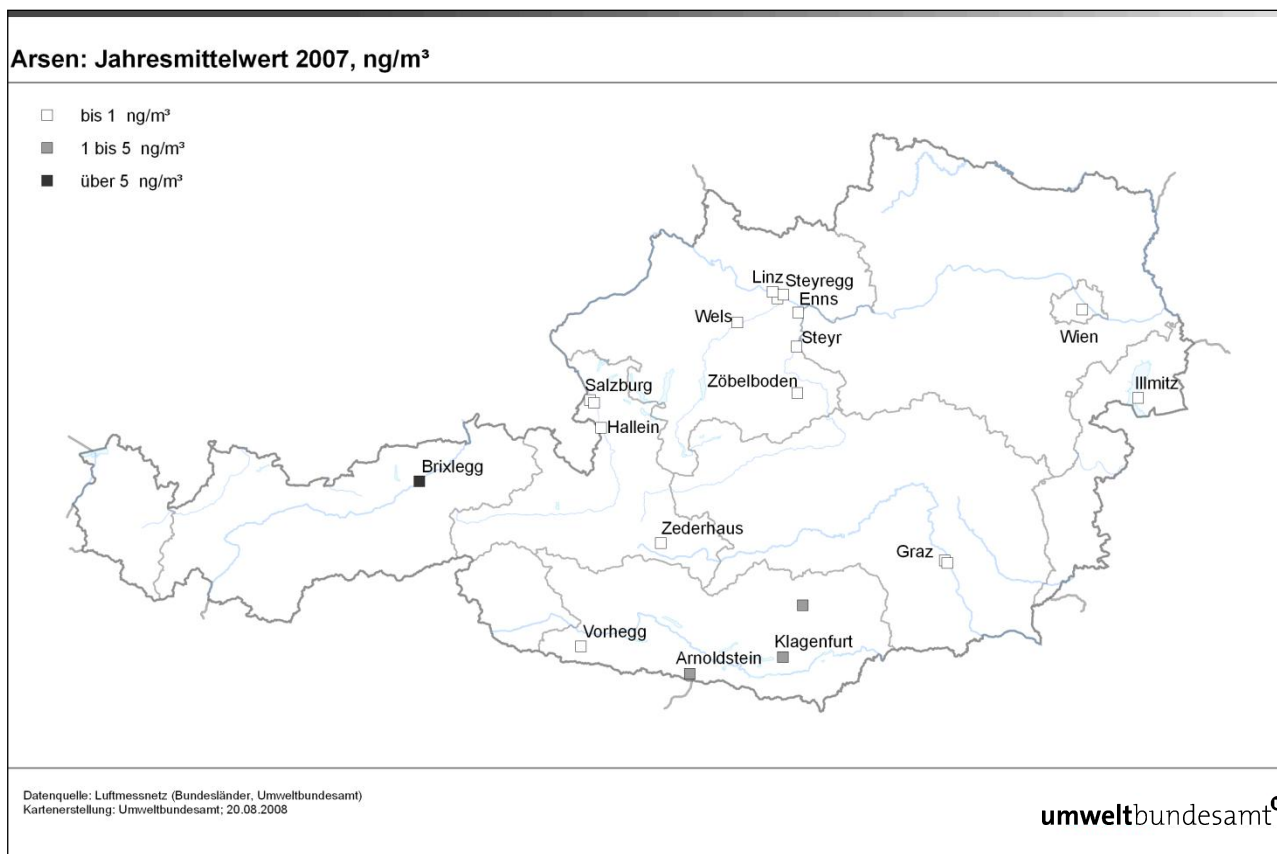 Arsen: Jahresmittelwert 2007, ng/m³
bis 1 ng/m³
1 bis 5 ng/m³
über 5 ng/m³
Linz
Steyregg
Enns
Wels
Wien
Steyr
Zöbelboden
Salzburg
Illmitz
Hallein
Brixlegg
Zederhaus
Graz
Vorhegg
Klagenfurt
Arnoldstein
Datenquelle: Luftmessnetz (Bundesländer, Umweltbundesamt)
Kartenerstellung: Umweltbundesamt; 20.08.2008
umweltbundesamt